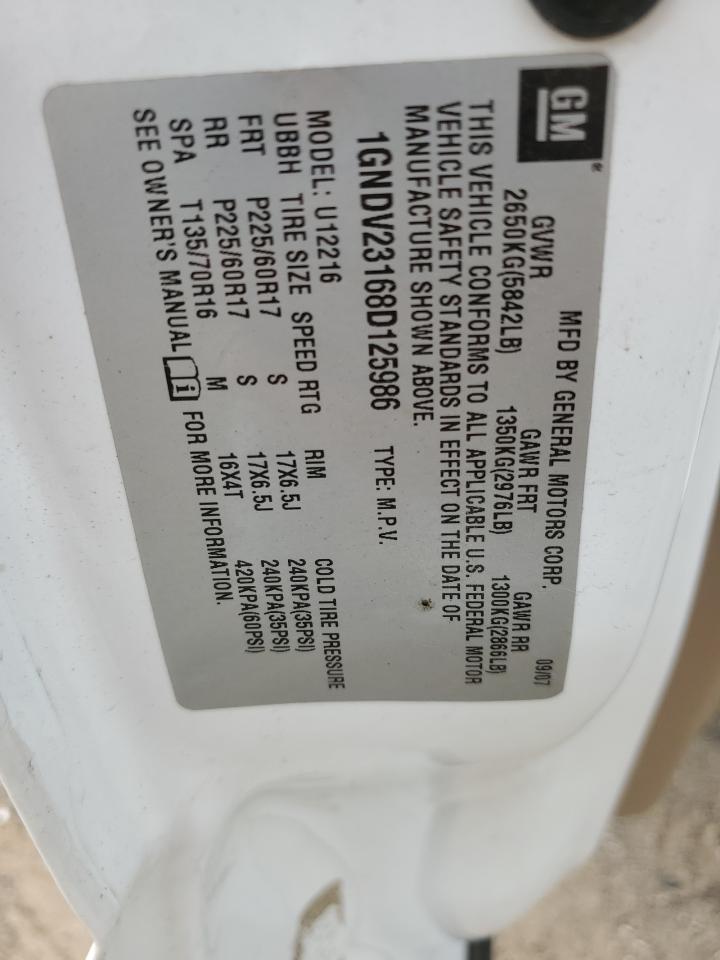 GM®
MFD BY GENERAL MOTORS CORP. 09/07
GVWR GAWR FRT GAWR RR
2650KG(5842LB) 1350KG(2976LB) 1300KG(2866LB)
THIS VEHICLE CONFORMS TO ALL APPLICABLE U.S. FEDERAL MOTOR
VEHICLE SAFETY STANDARDS IN EFFECT ON THE DATE OF
MANUFACTURE SHOWN ABOVE.
1GNDV23168D125986 TYPE: M.P.V.
MODEL: U12216
UBBH TIRE SIZE SPEED RTG RIM COLD TIRE PRESSURE
FRT P225/60R17 S 17X6.5J 240KPA(35PSI)
RR P225/60R17 S 17X6.5J 240KPA(35PSI)
SPA T135/70R16 M 16X4T 420KPA(60PSI)
SEE OWNER'S MANUAL i FOR MORE INFORMATION.